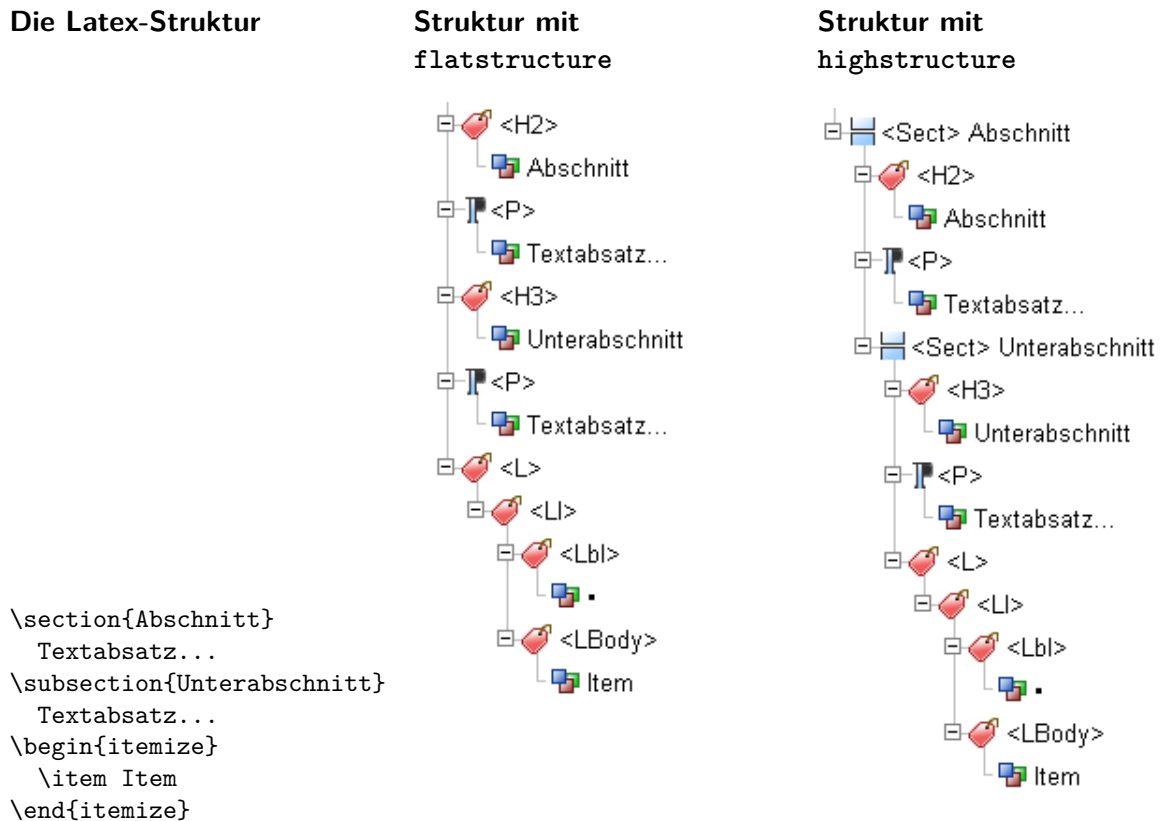 Die Latex-Struktur
\section{Abschnitt}
  Textabsatz...
\subsection{Unterabschnitt}
  Textabsatz...
\begin{itemize}
  \item Item
\end{itemize}
Struktur mit
flatstructure
<H2>
Abschnitt
<P>
Textabsatz...
<H3>
Unterabschnitt
<P>
Textabsatz...
<L>
<LI>
<Lbl>
▪
<LBody>
Item
Struktur mit
highstructure
<Sect> Abschnitt
<H2>
Abschnitt
<P>
Textabsatz...
<Sect> Unterabschnitt
<H3>
Unterabschnitt
<P>
Textabsatz...
<L>
<LI>
<Lbl>
▪
<LBody>
Item